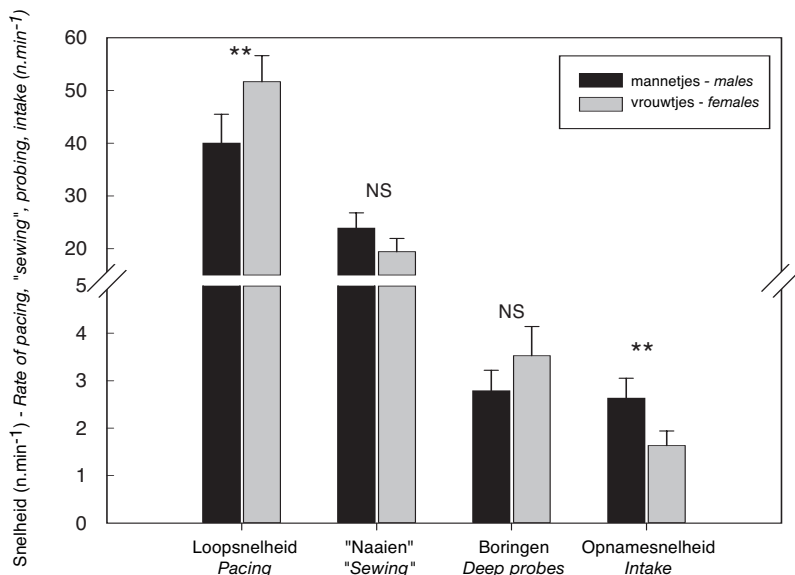 Snelheid (n.min-1) - Rate of pacing, "sewing", probing, intake (n.min-1)
60
50
40
30
20
5
4
3
2
1
0
**
NS
NS
**
mannetjes - males
vrouwtjes - females
Loopsnelheid
Pacing
"Naaien"
"Sewing"
Boringen
Deep probes
Opnamesnelheid
Intake